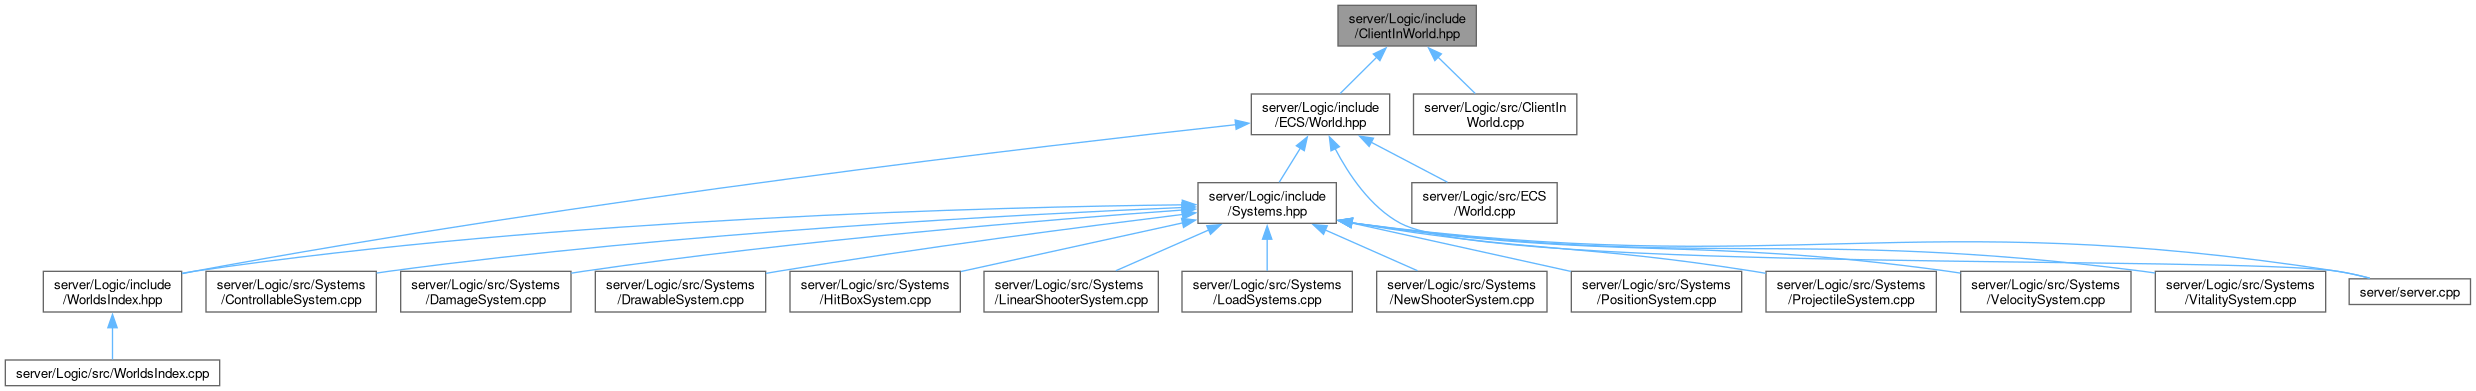 server/Logic/include
/ClientInWorld.hpp
server/Logic/include
/ECS/World.hpp
server/Logic/src/ClientIn
World.cpp
server/Logic/include
/Systems.hpp
server/Logic/src/ECS
/World.cpp
server/Logic/include
/WorldsIndex.hpp
server/Logic/src/Systems
/ControllableSystem.cpp
server/Logic/src/Systems
/DamageSystem.cpp
server/Logic/src/Systems
/DrawableSystem.cpp
server/Logic/src/Systems
/HitBoxSystem.cpp
server/Logic/src/Systems
/LinearShooterSystem.cpp
server/Logic/src/Systems
/LoadSystems.cpp
server/Logic/src/Systems
/NewShooterSystem.cpp
server/Logic/src/Systems
/PositionSystem.cpp
server/Logic/src/Systems
/ProjectileSystem.cpp
server/Logic/src/Systems
/VelocitySystem.cpp
server/Logic/src/Systems
/VitalitySystem.cpp
server/server.cpp
server/Logic/src/WorldsIndex.cpp